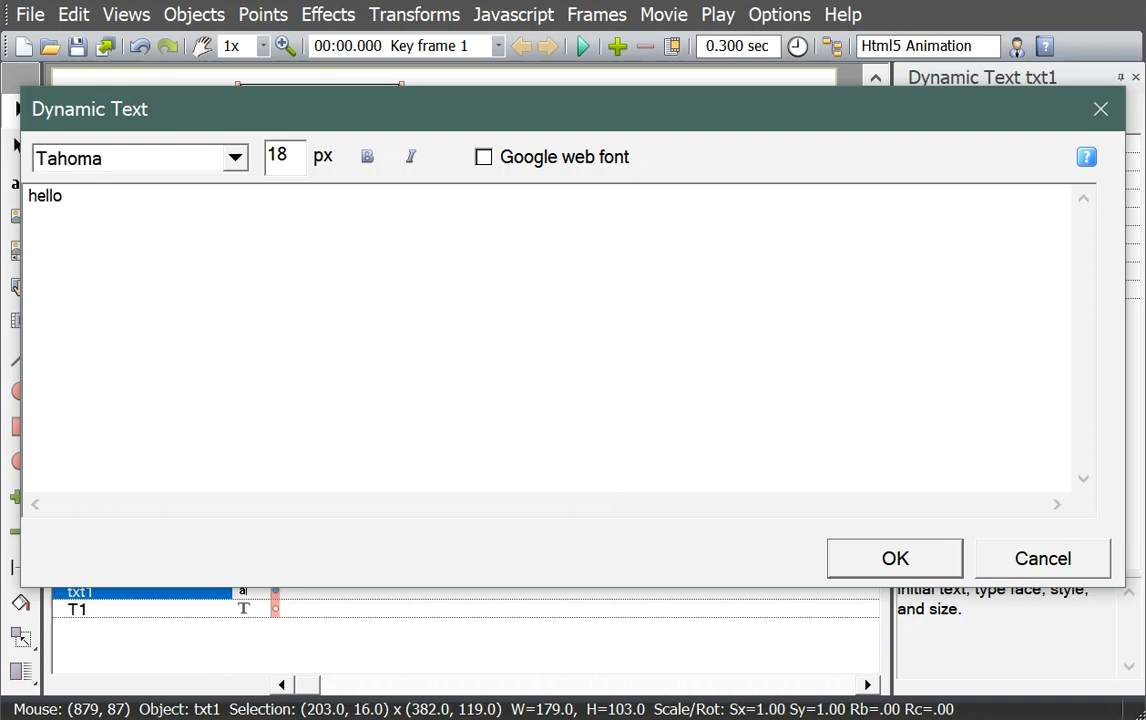 File Edit Views Objects Points Effects Transforms Javascript Frames Movie Play Options Help
1x 00:00.000 Key frame 1 0.300 sec Html5 Animation
Dynamic Text txt1
Dynamic Text
Tahoma 18 px B I Google web font
a
hello
OK Cancel
txt1 a
initial text, type face, style,
T1 T
and size.
Mouse: (879, 87) Object: txt1 Selection: (203.0, 16.0) x (382.0, 119.0) W=179.0, H=103.0 Scale/Rot: Sx=1.00 Sy=1.00 Rb=.00 Rc=.00